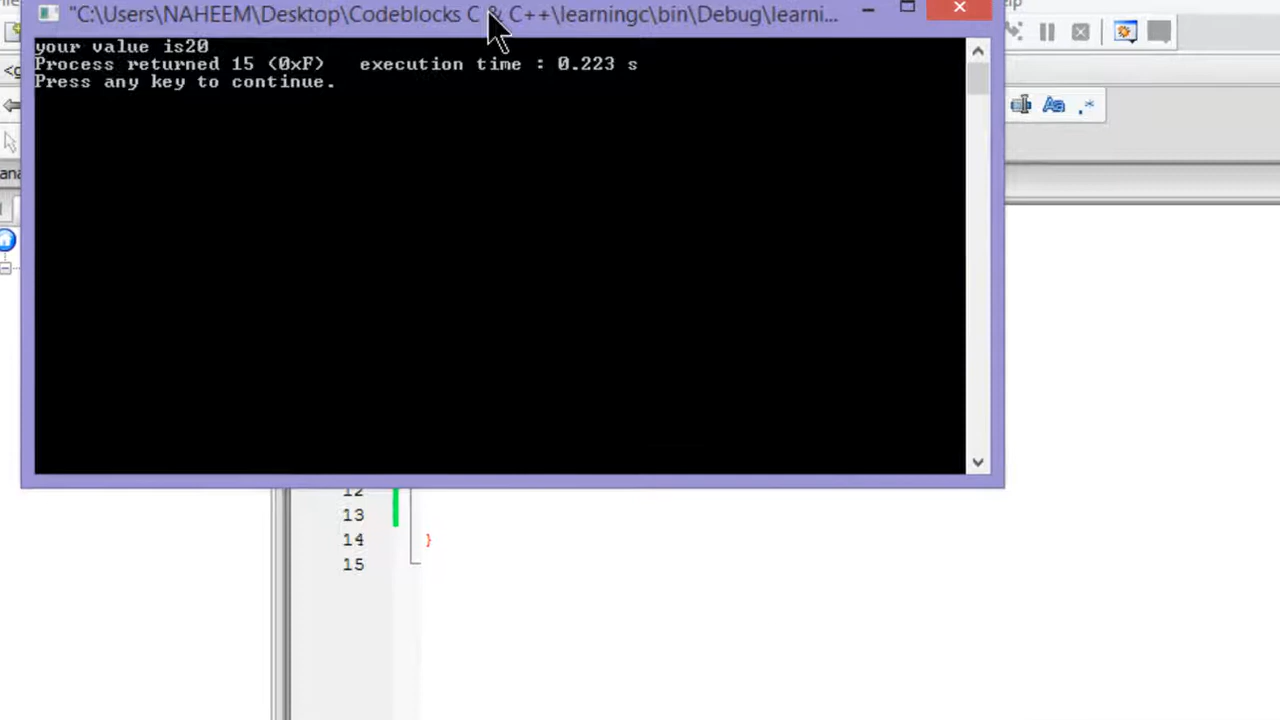 "C:\Users\NAHEEM\Desktop\Codeblocks C & C++\learningc\bin\Debug\learni...
your value is20
Process returned 15 (0xF)   execution time : 0.223 s
Press any key to continue.
Aa .*
12
13
14 }
15